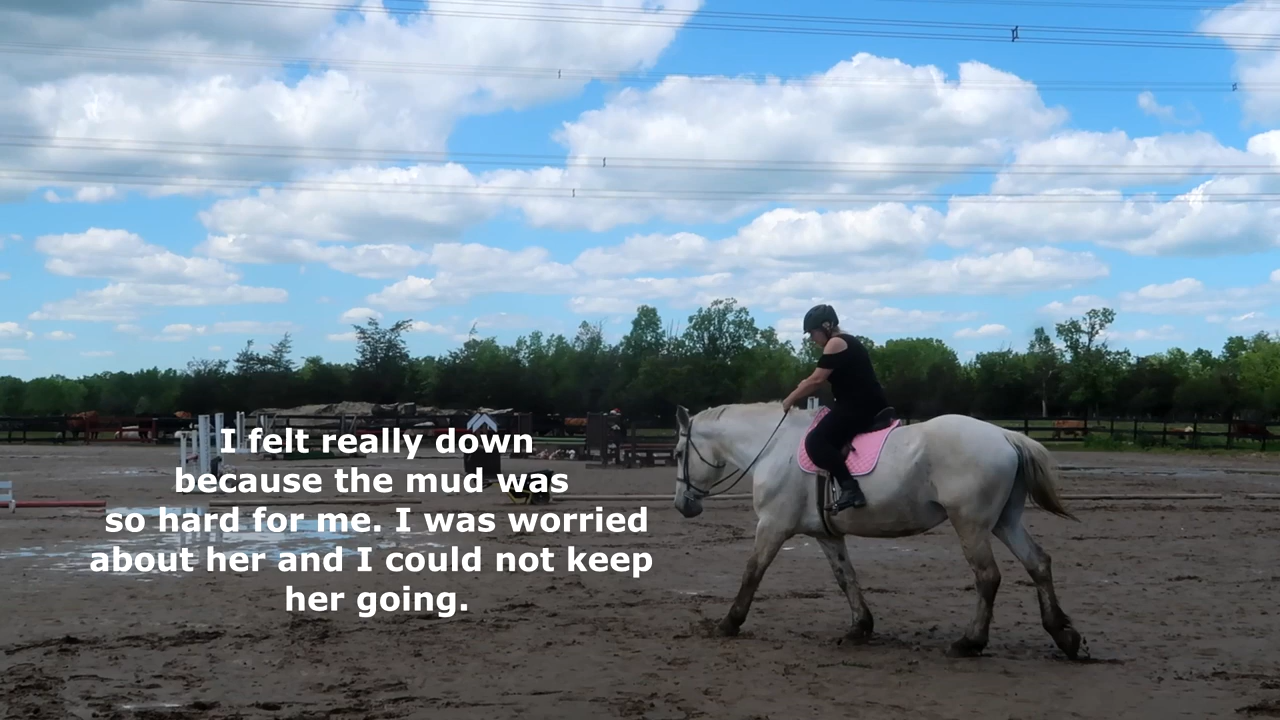 I felt really down
because the mud was
so hard for me. I was worried
about her and I could not keep
her going.